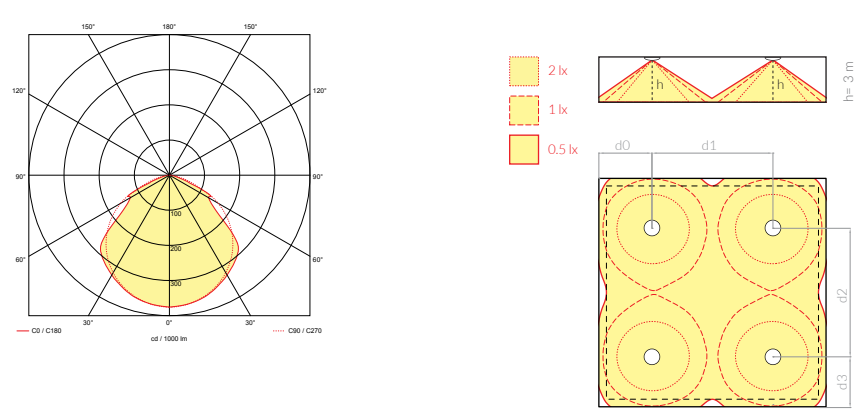 150° 180° 150°
120° 120°
90° 90°
100
200
60° 60°
300
30° 0° 30°
C0 / C180 C90 / C270
cd / 1000 lm
2 lx
1 lx
0.5 lx
h h
h= 3 m
d0 d1
d2
d3